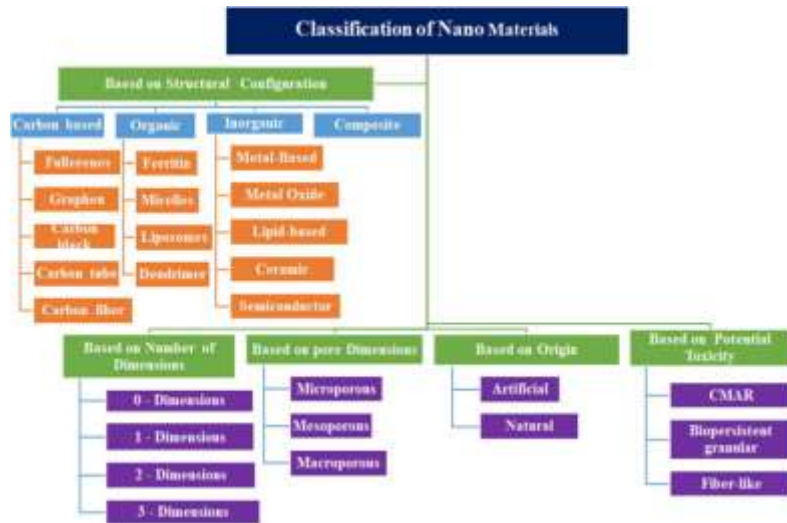 Classification of Nano Materials
Based on Structural Configuration
Carbon based
Organic
Inorganic
Composite
Fullerenes
Ferritin
Metal-Based
Graphen
Micelles
Metal Oxide
Carbon
black
Liposomes
Lipid-based
Carbon tube
Dendrimer
Ceramic
Carbon fiber
Semiconductor
Based on Number of
Dimensions
Based on pore Dimensions
Based on Origin
Based on Potential
Toxicity
0 - Dimensions
1 - Dimensions
2 - Dimensions
3 - Dimensions
Microporous
Mesoporous
Macroporous
Artificial
Natural
CMAR
Biopersistent
granular
Fiber-like